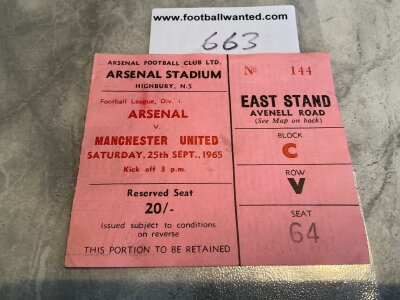 www.footballwanted.com
663
ARSENAL FOOTBALL CLUB LTD.
ARSENAL STADIUM
HIGHBURY, N.5
Football League, Div. 1
ARSENAL
V.
MANCHESTER UNITED
SATURDAY, 25th SEPT., 1965
Kick off 3 p.m.
Reserved Seat
20/-
Issued subject to conditions
on reverse
THIS PORTION TO BE RETAINED
No 144
EAST STAND
AVENELL ROAD
(See Map on back)
BLOCK
C
ROW
V
SEAT
64